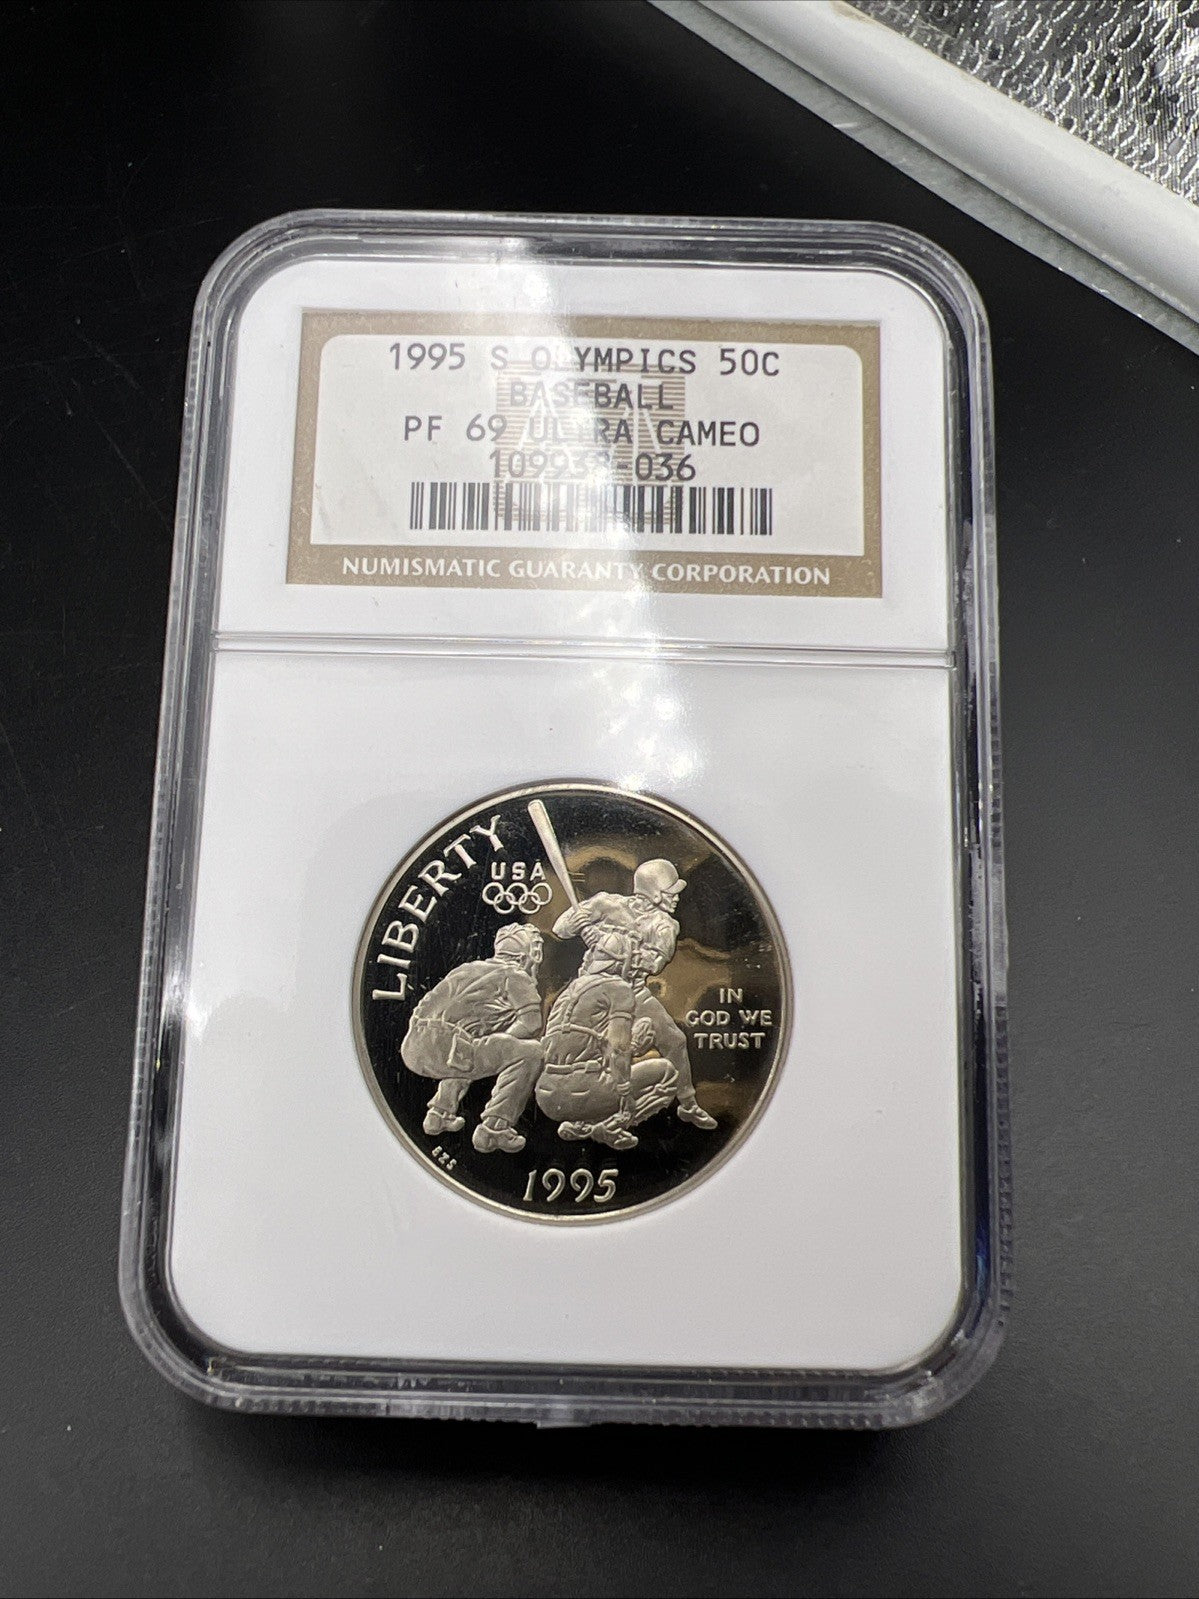 1995 S OLYMPICS 50C
BASEBALL
PF 69 ULTRA CAMEO
NUMISMATIC GUARANTY CORPORATION
LIBERTY
USA
IN
GOD WE
TRUST
1995